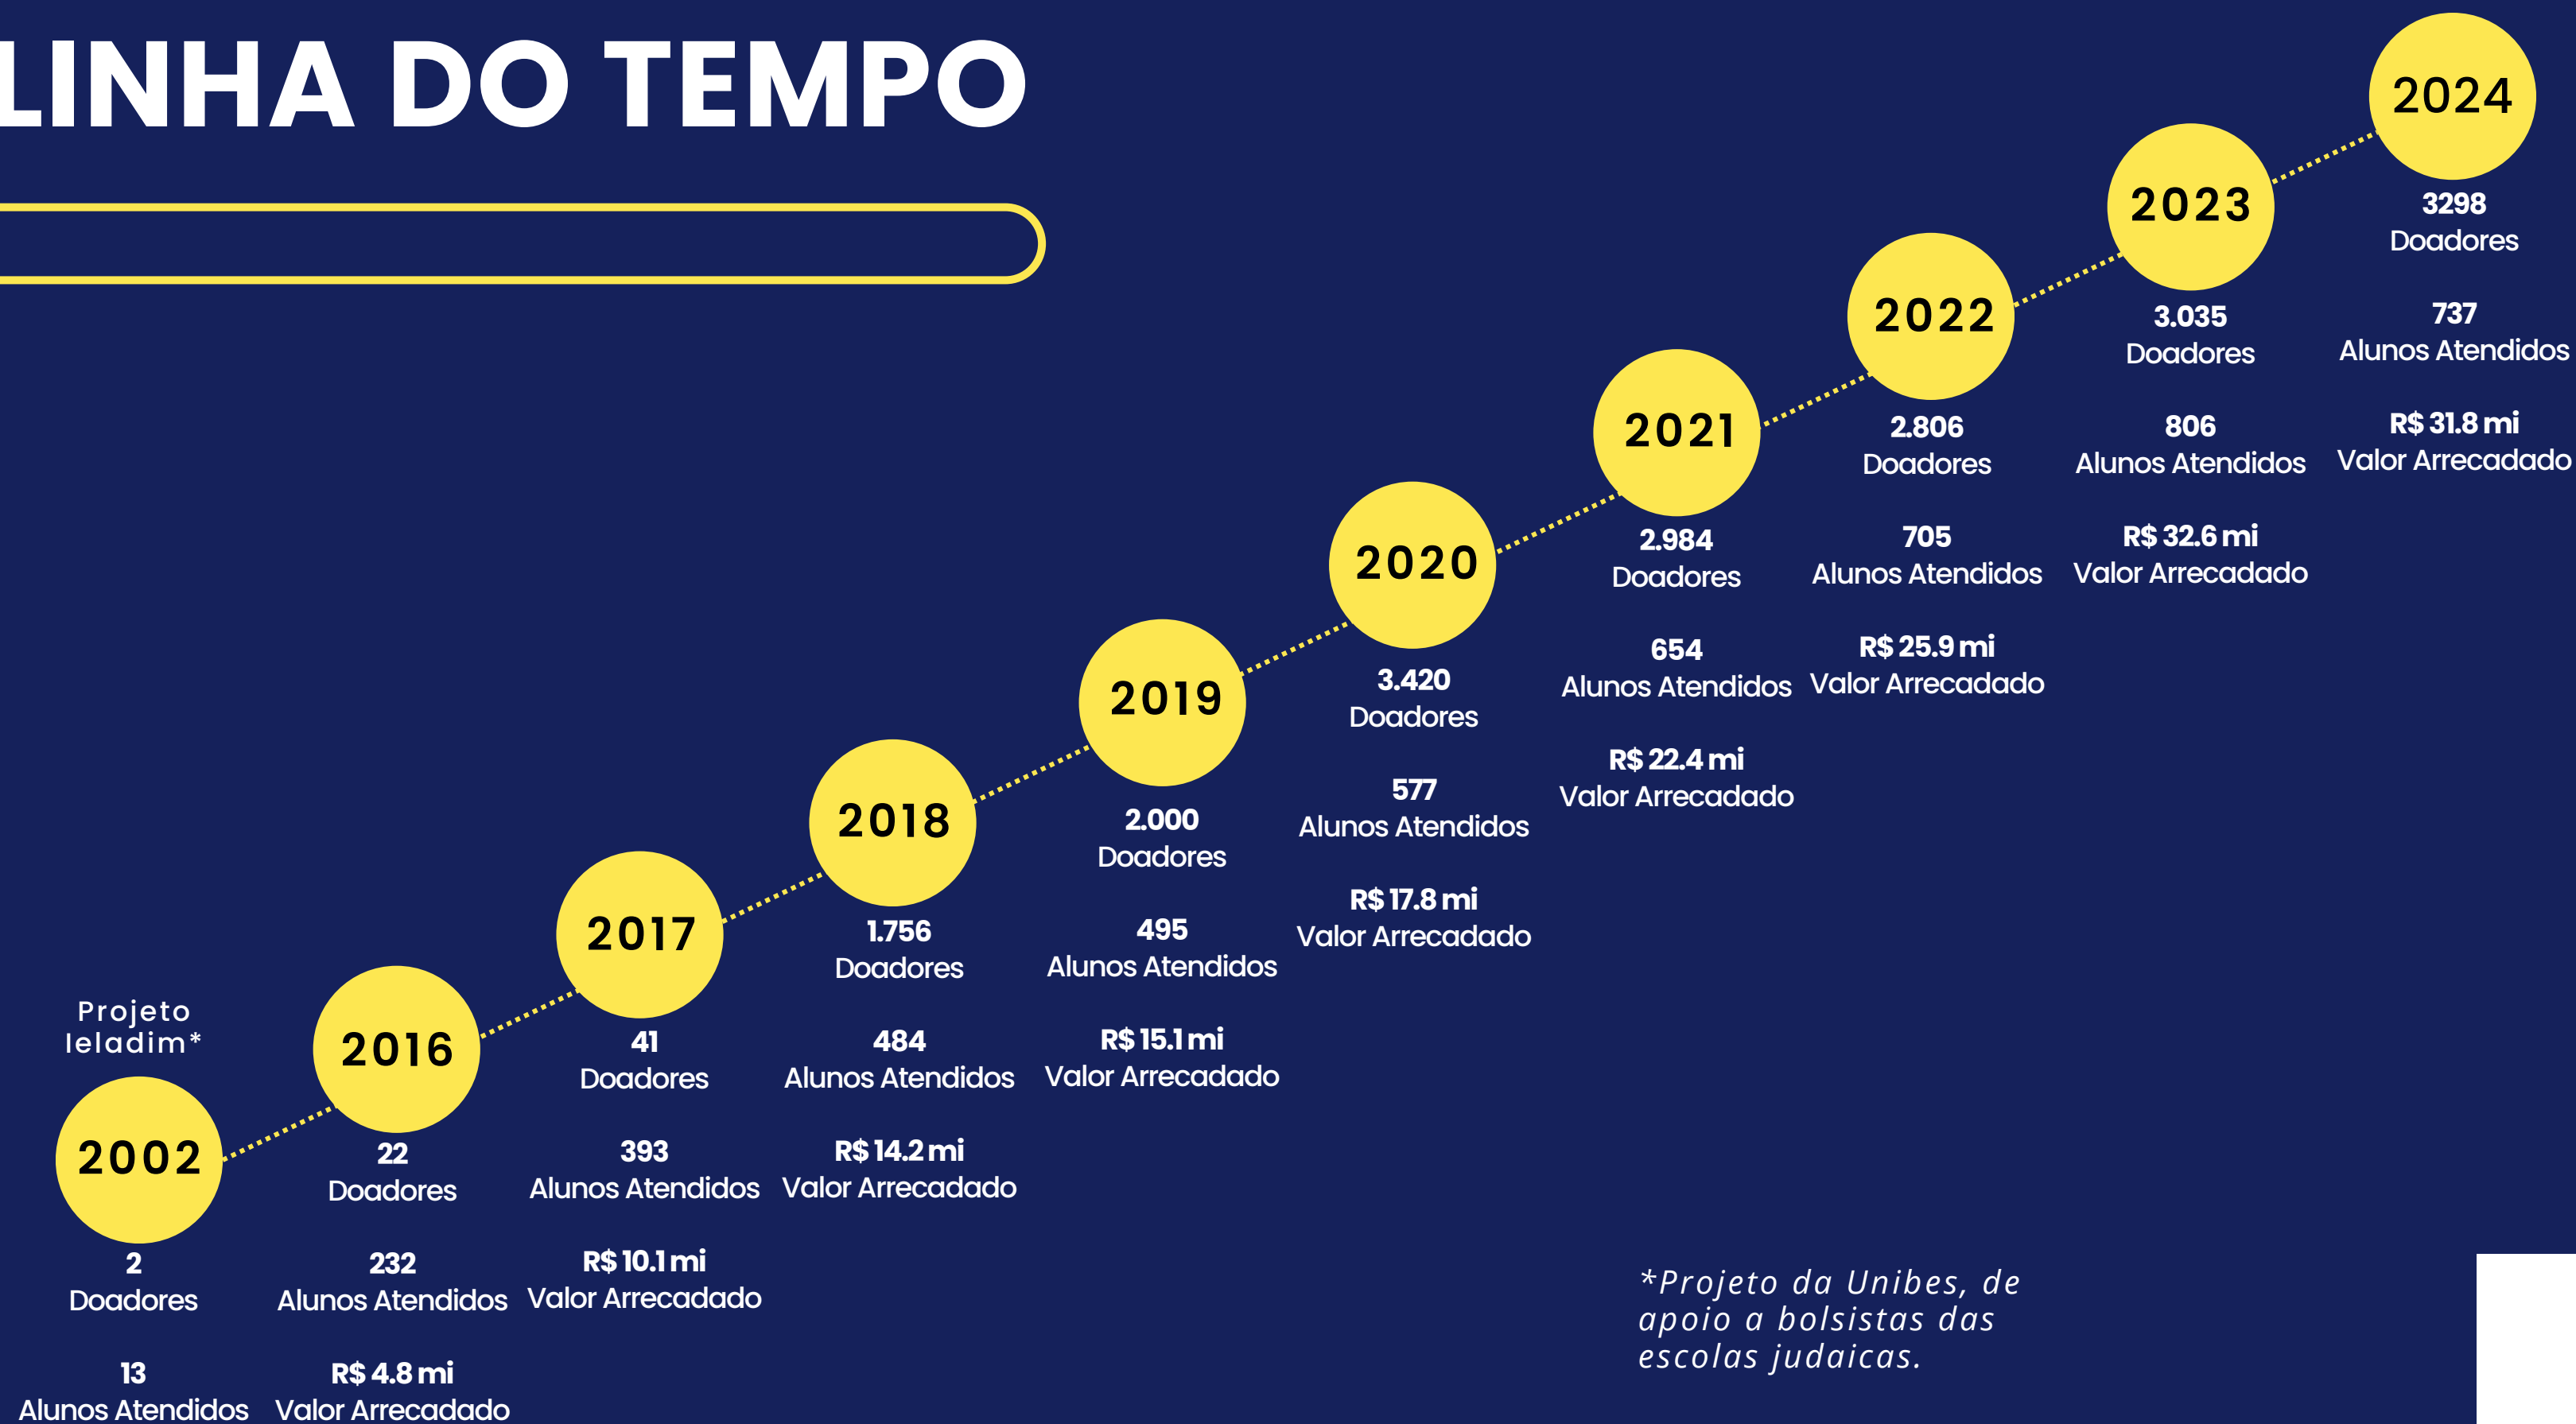 LINHA DO TEMPO
Projeto
Ieladim*
2002
2
Doadores
13
Alunos Atendidos
2016
22
Doadores
232
Alunos Atendidos
R$ 4.8 mi
Valor Arrecadado
2017
41
Doadores
393
Alunos Atendidos
R$ 10.1 mi
Valor Arrecadado
2018
1.756
Doadores
484
Alunos Atendidos
R$ 14.2 mi
Valor Arrecadado
2019
2.000
Doadores
495
Alunos Atendidos
R$ 15.1 mi
Valor Arrecadado
2020
3.420
Doadores
577
Alunos Atendidos
R$ 17.8 mi
Valor Arrecadado
2021
2.984
Doadores
654
Alunos Atendidos
R$ 22.4 mi
Valor Arrecadado
2022
2.806
Doadores
705
Alunos Atendidos
R$ 25.9 mi
Valor Arrecadado
2023
3.035
Doadores
806
Alunos Atendidos
R$ 32.6 mi
Valor Arrecadado
2024
3298
Doadores
737
Alunos Atendidos
R$ 31.8 mi
Valor Arrecadado
*Projeto da Unibes, de
apoio a bolsistas das
escolas judaicas.